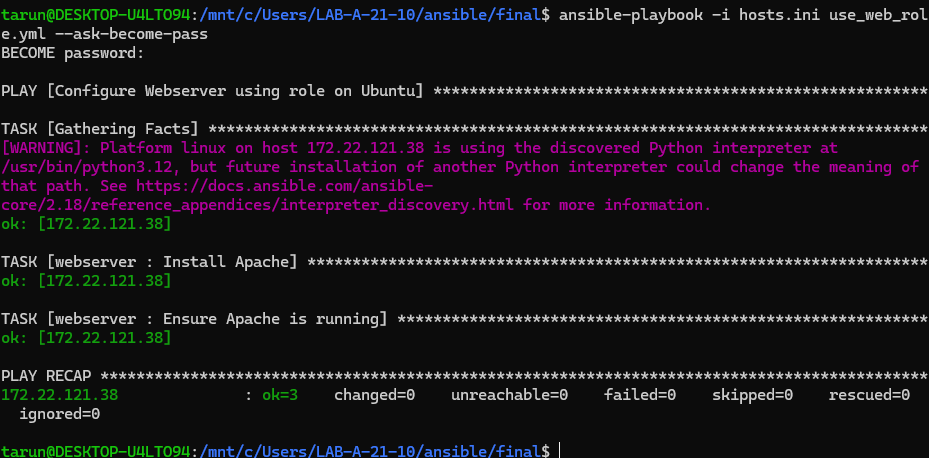 tarun@DESKTOP-U4LTO94:/mnt/c/Users/LAB-A-21-10/ansible/final$ ansible-playbook -i hosts.ini use_web_rol
e.yml --ask-become-pass
BECOME password:
PLAY [Configure Webserver using role on Ubuntu] *******************************************************
TASK [Gathering Facts] ********************************************************************************
[WARNING]: Platform linux on host 172.22.121.38 is using the discovered Python interpreter at
/usr/bin/python3.12, but future installation of another Python interpreter could change the meaning of
that path. See https://docs.ansible.com/ansible-
core/2.18/reference_appendices/interpreter_discovery.html for more information.
ok: [172.22.121.38]
TASK [webserver : Install Apache] *********************************************************************
ok: [172.22.121.38]
TASK [webserver : Ensure Apache is running] ***********************************************************
ok: [172.22.121.38]
PLAY RECAP ********************************************************************************************
172.22.121.38              : ok=3    changed=0    unreachable=0    failed=0    skipped=0    rescued=0
  ignored=0
tarun@DESKTOP-U4LTO94:/mnt/c/Users/LAB-A-21-10/ansible/final$